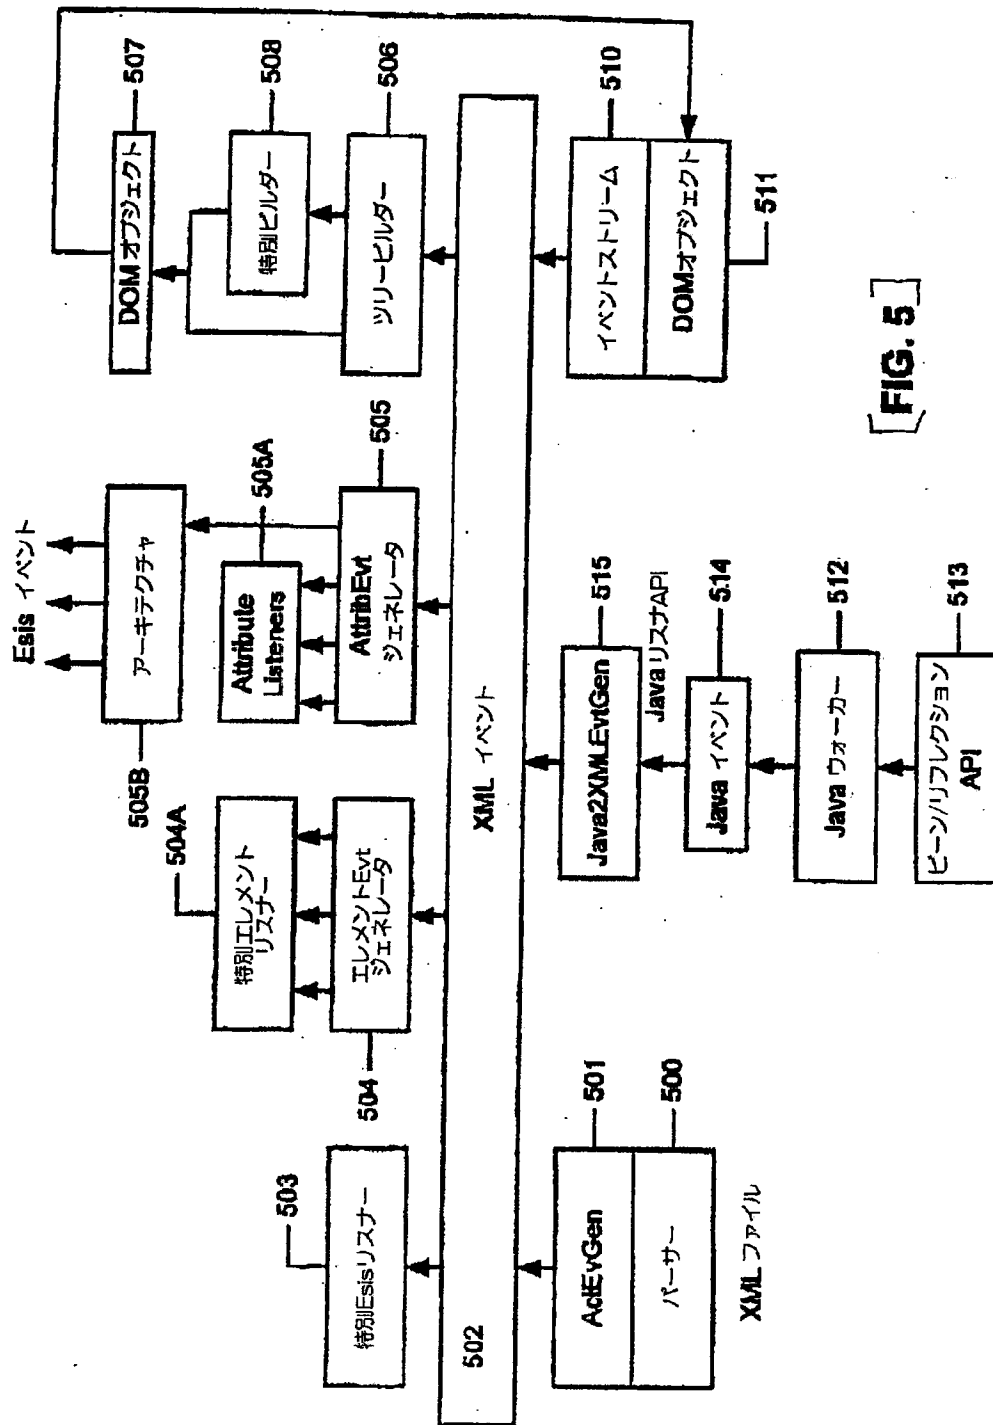 Esis イベント
アーキテクチャ
505B
Attribute
Listeners
505A
AttribEvt
ジェネレータ
505
DOM オブジェクト
507
特別ビルダー
508
ツリービルダー
506
特別エレメント
リスナー
504A
エレメントEvt
ジェネレータ
504
特別Esisリスナー
503
502
XML イベント
ActEvGen
501
パーサー
500
XML ファイル
Java2XMLEvtGen
515
Java リスナAPI
Java イベント
514
Java ウォーカー
512
ビーン/リフレクション
API
513
イベントストリーム
510
DOMオブジェクト
511
[FIG. 5]